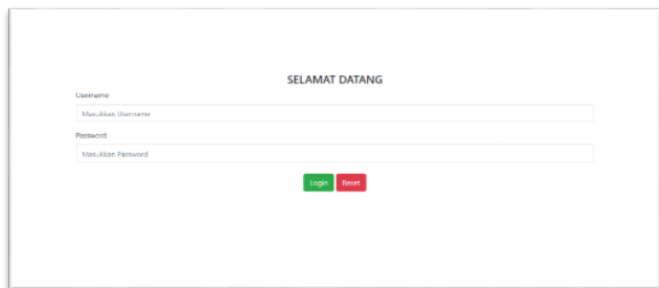 SELAMAT DATANG
Username
Masukkan Username
Password
Masukkan Password
Login Reset